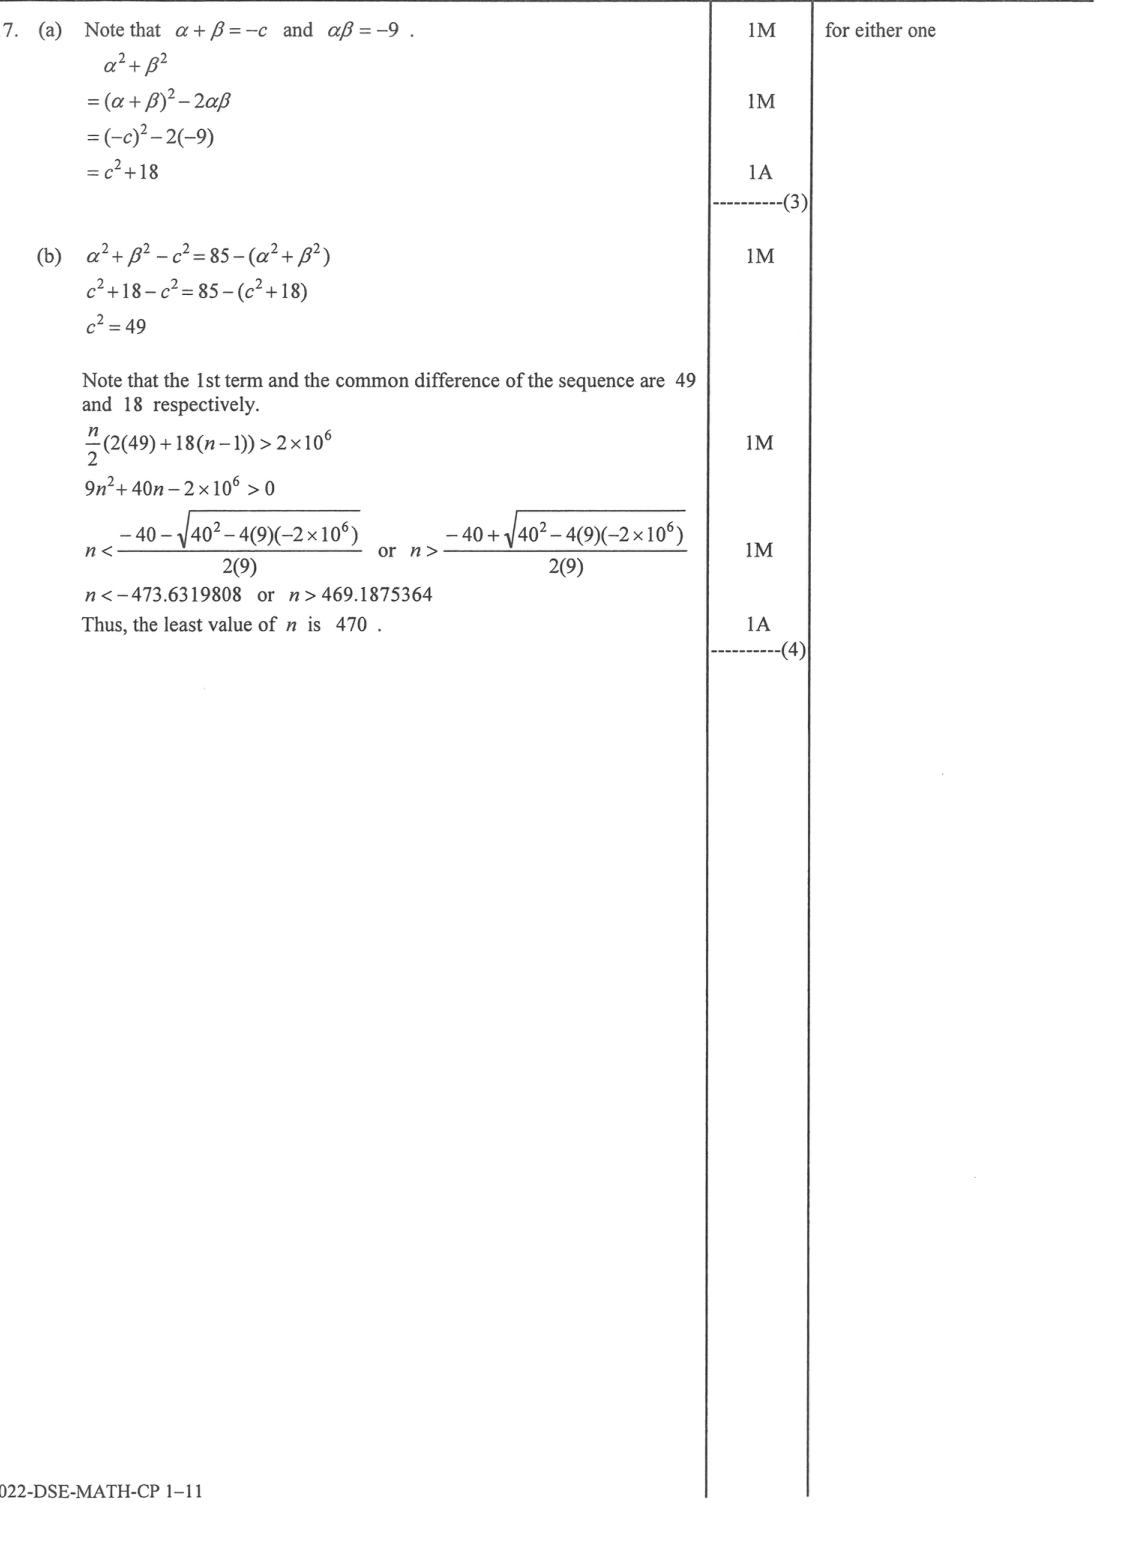 7. (a) Note that α + β = −c and αβ = −9 . 1M for either one
α² + β²
= (α + β)² − 2αβ 1M
= (−c)² − 2(−9)
= c² + 18 1A
----------(3)
(b) α² + β² − c² = 85 − (α² + β²) 1M
c² + 18 − c² = 85 − (c² + 18)
c² = 49
Note that the 1st term and the common difference of the sequence are 49
and 18 respectively.
n/2 (2(49) + 18(n − 1)) > 2 × 10⁶ 1M
9n² + 40n − 2 × 10⁶ > 0
n < (−40 − √(40² − 4(9)(−2 × 10⁶)))/2(9) or n > (−40 + √(40² − 4(9)(−2 × 10⁶)))/2(9) 1M
n < −473.6319808 or n > 469.1875364
Thus, the least value of n is 470 . 1A
----------(4)
022-DSE-MATH-CP 1–11